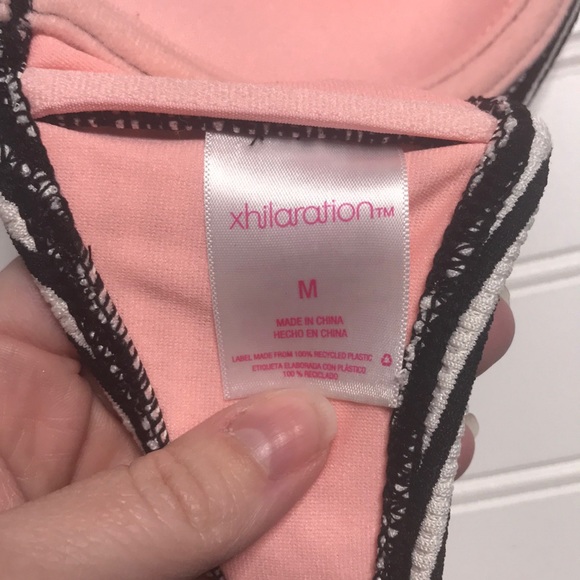 xhilaration™
M
MADE IN CHINA
HECHO EN CHINA
LABEL MADE FROM 100% RECYCLED PLASTIC
ETIQUETA ELABORADA CON PLÁSTICO
100 % RECICLADO